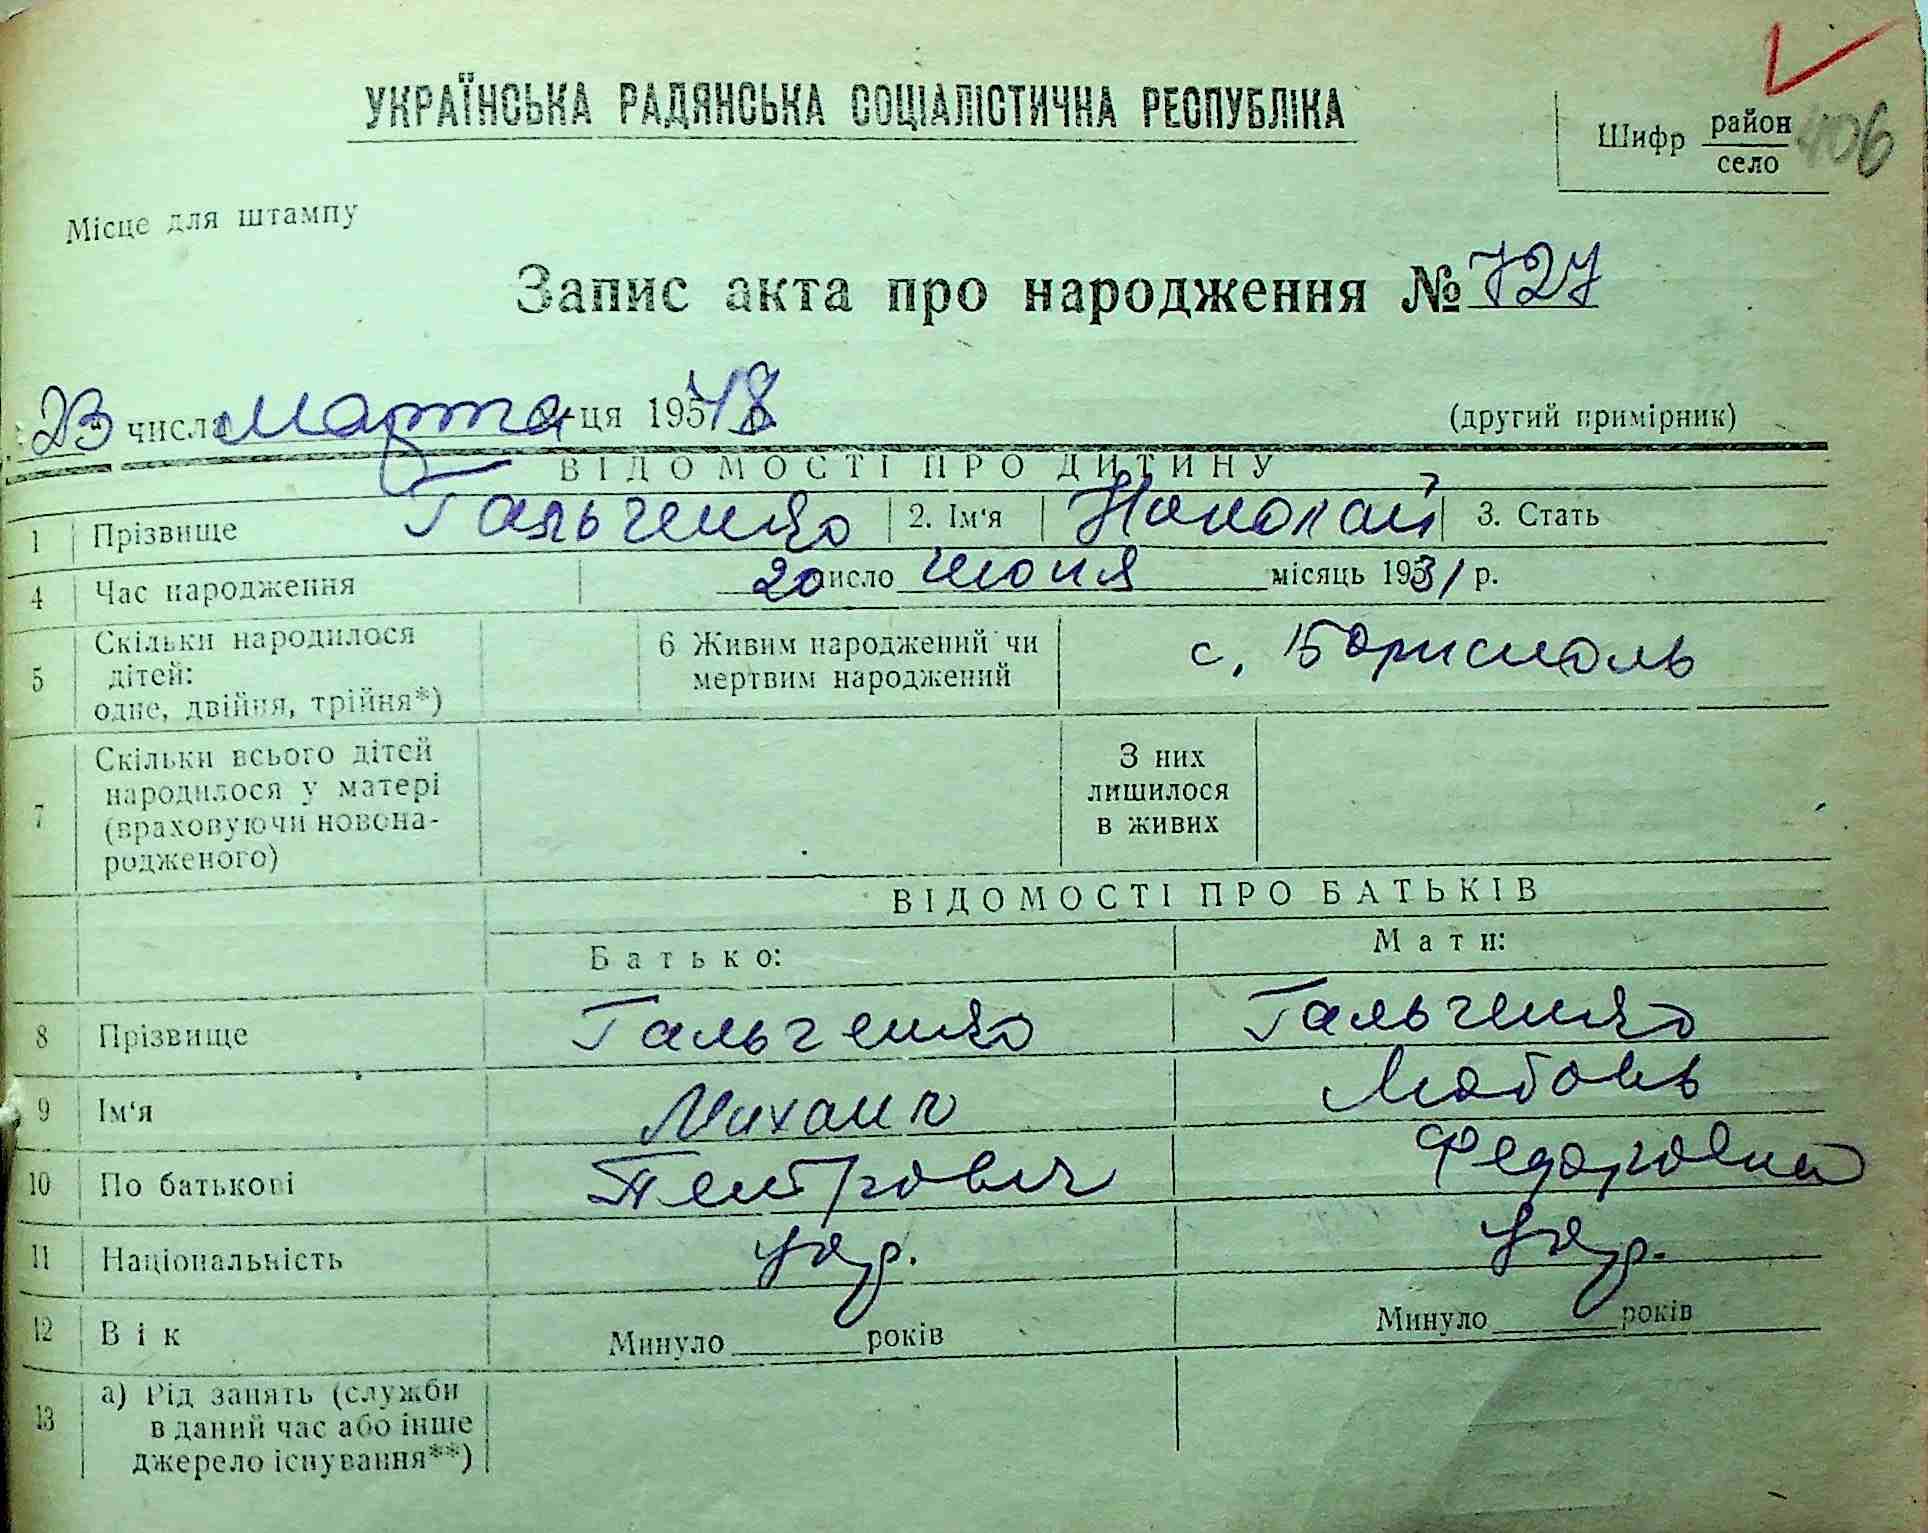 УКРАЇНСЬКА РАДЯНСЬКА СОЦІАЛІСТИЧНА РЕСПУБЛІКА
Шифр район
село
406
Місце для штампу
Запис акта про народження № 727
23 числа марта ця 195 48
(другий примірник)
ВІДОМОСТІ ПРО ДИТИНУ
1 Прізвище Гальченко 2. Ім'я Николай 3. Стать
4 Час народження 20 число июня місяць 1931 р.
5 Скільки народилося
дітей:
одне, двійня, трійня*)
6 Живим народжений чи
мертвим народжений
с. Борисполь
7 Скільки всього дітей
народилося у матері
(враховуючи новона-
родженого)
З них
лишилося
в живих
ВІДОМОСТІ ПРО БАТЬКІВ
Батько: Мати:
8 Прізвище Гальченко Гальченко
9 Ім'я Михаил Любовь
10 По батькові Петрович Федоровна
11 Національність укр. укр.
12 Вік Минуло років Минуло років
13 а) Рід занять (служби
в даний час або інше
джерело існування**)